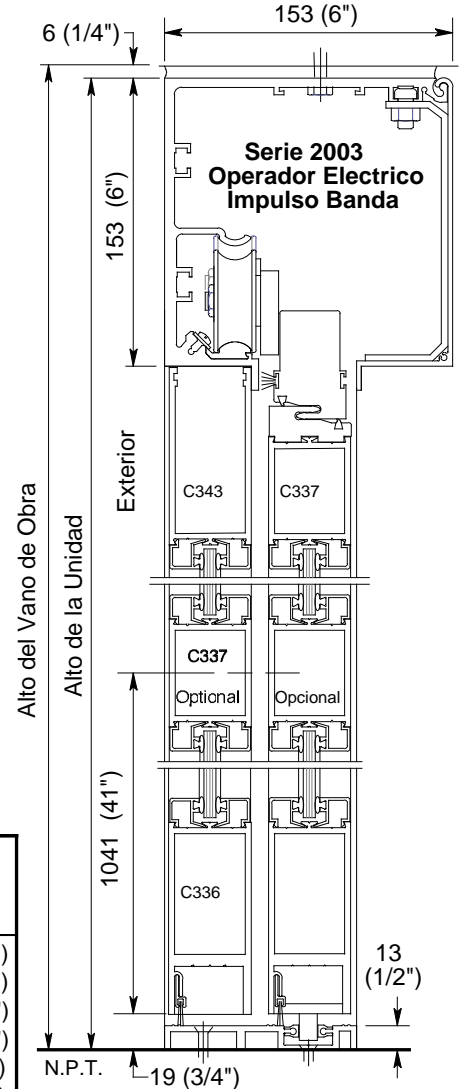 153 (6")
6 (1/4")
Serie 2003
Operador Electrico
Impulso Banda
153 (6")
Alto del Vano de Obra
Alto de la Unidad
Exterior
C343
C337
C337
Optional
Opcional
1041 (41")
C336
13
(1/2")
N.P.T.
19 (3/4")